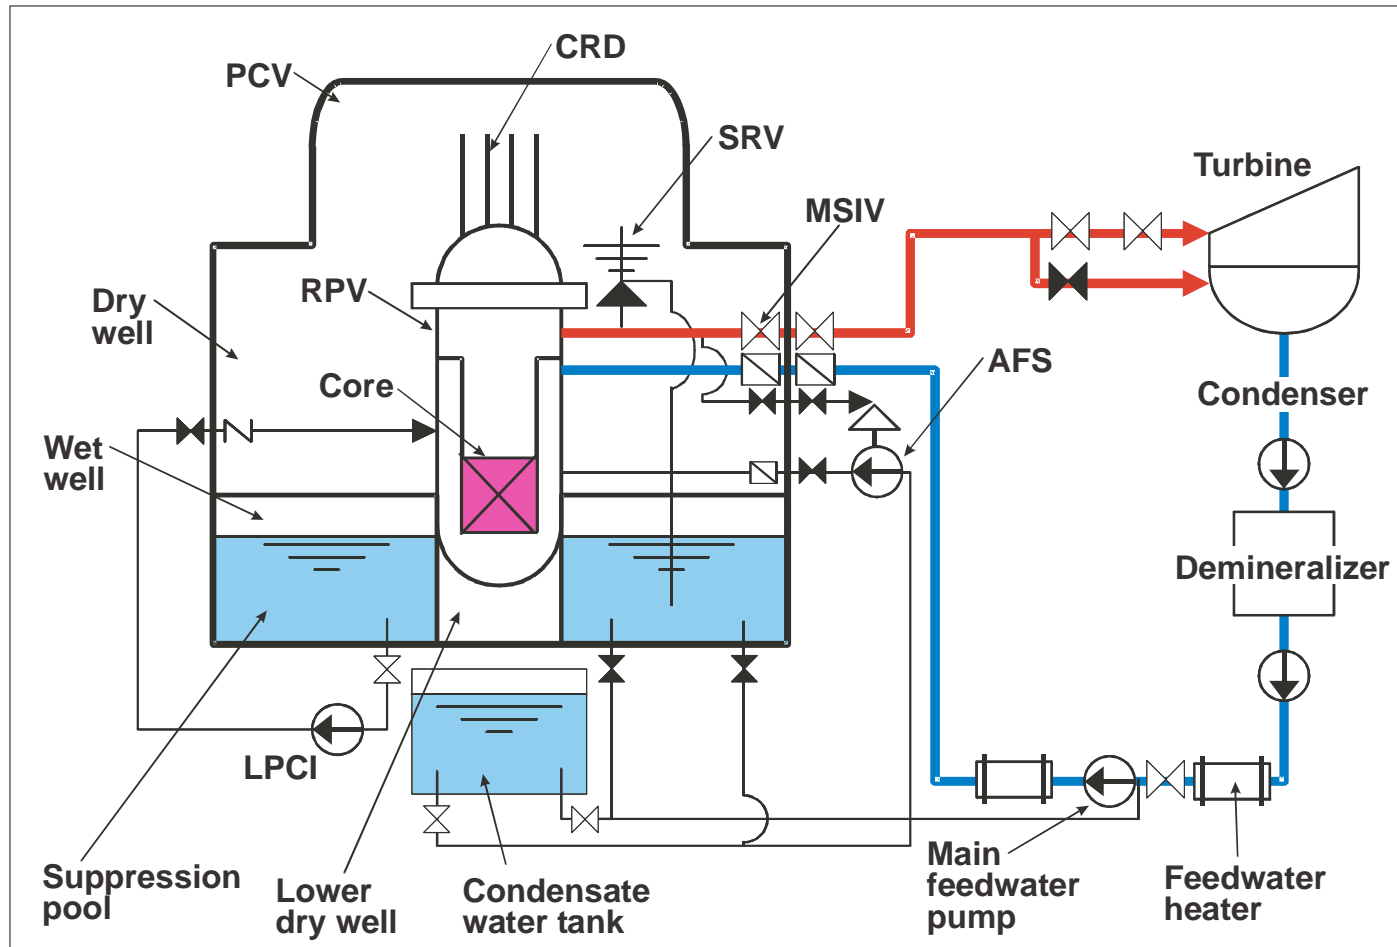 CRD
PCV
SRV
Turbine
MSIV
RPV
Dry
well
AFS
Core
Condenser
Wet
well
Demineralizer
LPCI
Main
feedwater
pump
Feedwater
heater
Suppression
pool
Lower
dry well
Condensate
water tank